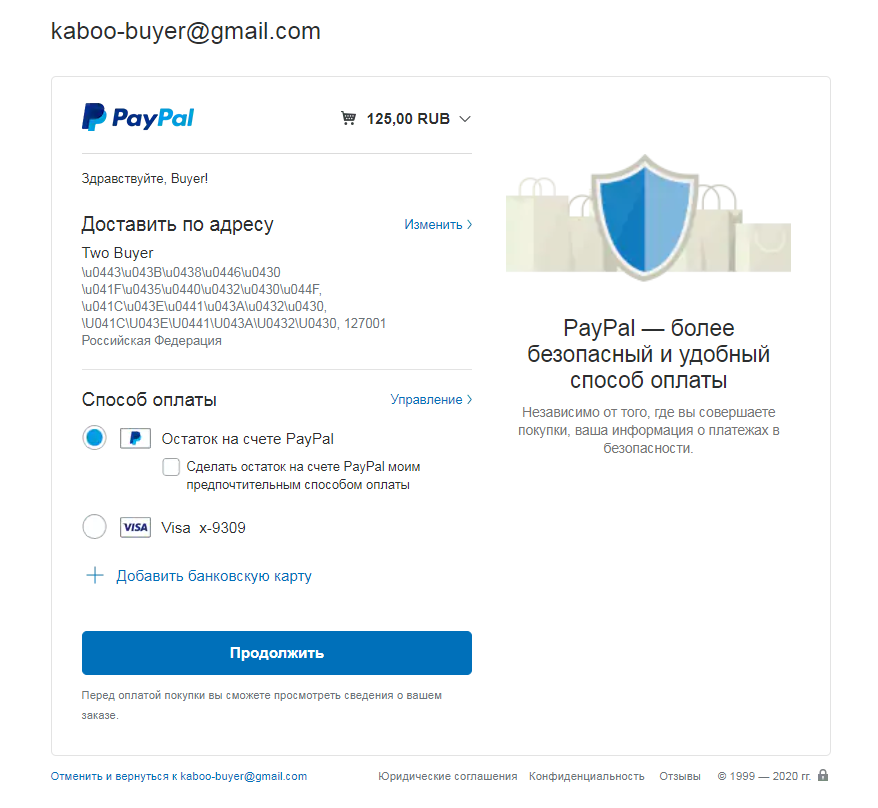 kaboo-buyer@gmail.com
PayPal
125,00 RUB
Здравствуйте, Buyer!
Доставить по адресу
Изменить
Two Buyer
\u0443\u043B\u0438\u0446\u0430
\u041F\u0435\u0440\u0432\u0430\u044F,
\u041C\u043E\u0441\u043A\u0432\u0430,
\U041C\U043E\U0441\U043A\U0432\U0430, 127001
Российская Федерация
Способ оплаты
Управление
Остаток на счете PayPal
Сделать остаток на счете PayPal моим
предпочтительным способом оплаты
VISA
Visa x-9309
Добавить банковскую карту
Продолжить
Перед оплатой покупки вы сможете просмотреть сведения о вашем
заказе.
PayPal — более
безопасный и удобный
способ оплаты
Независимо от того, где вы совершаете
покупки, ваша информация о платежах в
безопасности.
Отменить и вернуться к kaboo-buyer@gmail.com
Юридические соглашения
Конфиденциальность
Отзывы
© 1999 — 2020 гг.